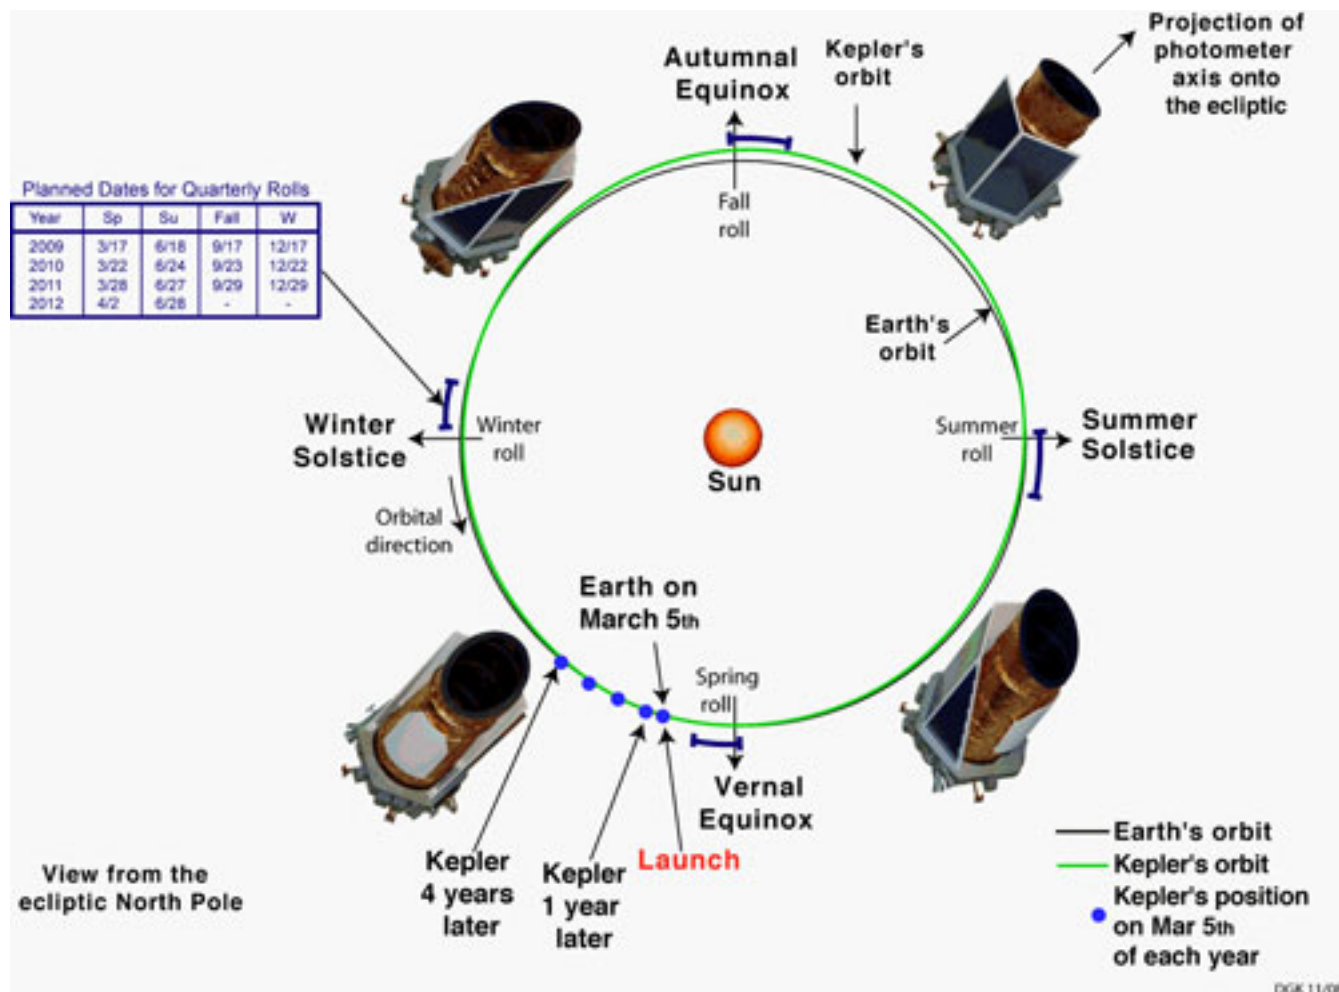 Projection of
photometer
axis onto
the ecliptic
Autumnal
Equinox
Kepler's
orbit
Planned Dates for Quarterly Rolls
Year Sp Su Fall W
2009 3/17 6/18 9/17 12/17
2010 3/22 6/24 9/23 12/22
2011 3/28 6/27 9/29 12/29
2012 4/2 6/28 - -
Fall
roll
Earth's
orbit
Winter
Solstice
Winter
roll
Sun
Summer
roll
Summer
Solstice
Orbital
direction
Earth on
March 5th
Spring
roll
Vernal
Equinox
Launch
Kepler
4 years
later
Kepler
1 year
later
View from the
ecliptic North Pole
Earth's orbit
Kepler's orbit
Kepler's position
on Mar 5th
of each year